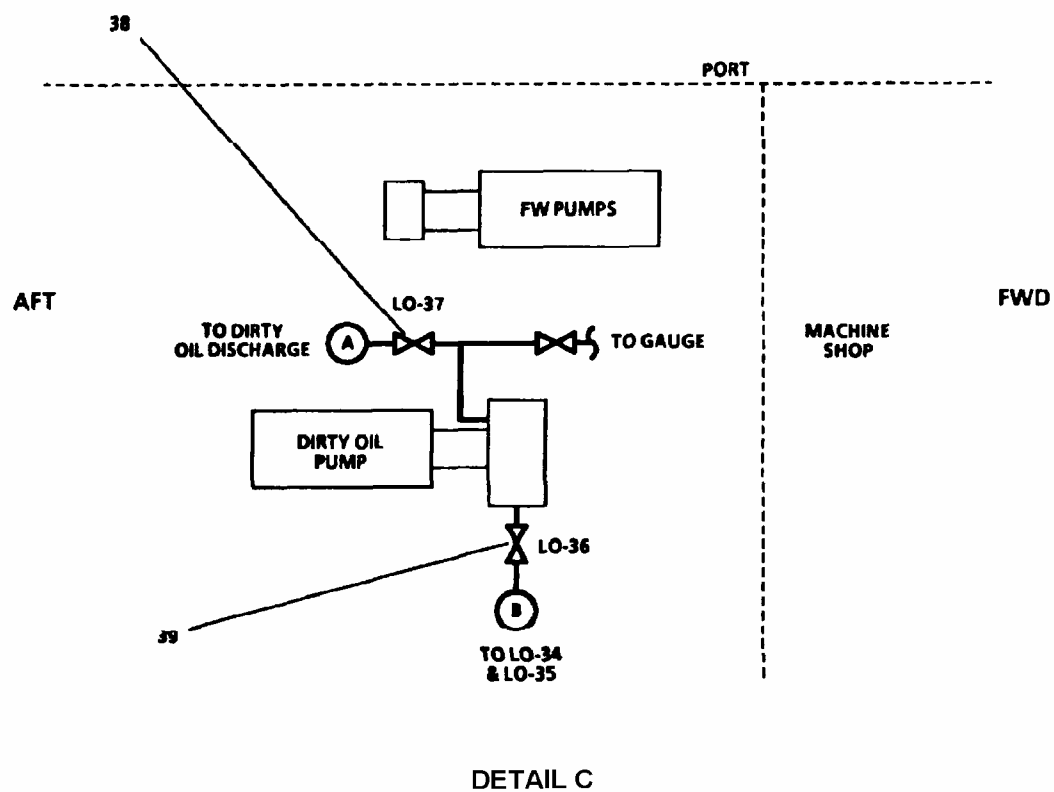 38
PORT
FW PUMPS
AFT
FWD
LO-37
TO DIRTY
OIL DISCHARGE
A
TO GAUGE
MACHINE
SHOP
DIRTY OIL
PUMP
LO-36
B
39
TO LO-34
& LO-35
DETAIL C